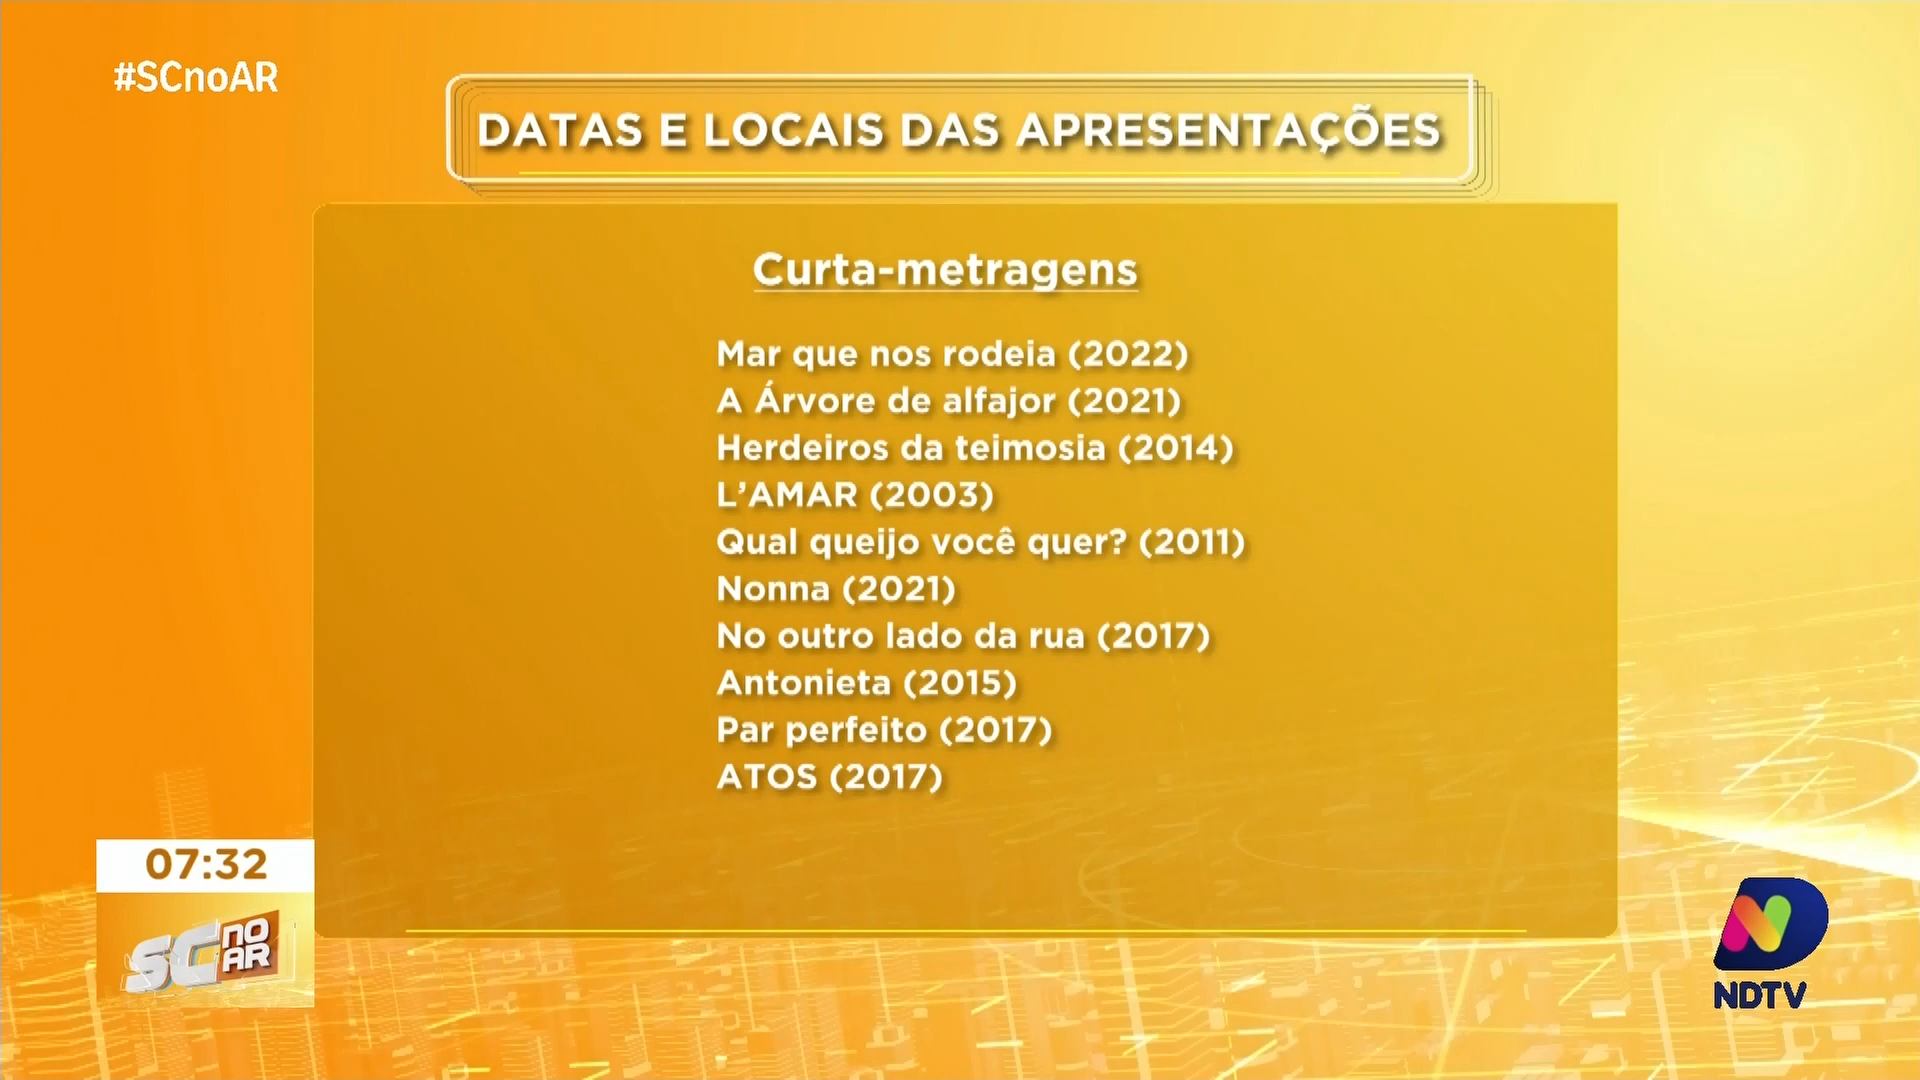 #SCnoAR
DATAS E LOCAIS DAS APRESENTAÇÕES
Curta-metragens
Mar que nos rodeia (2022)
A Árvore de alfajor (2021)
Herdeiros da teimosia (2014)
L'AMAR (2003)
Qual queijo você quer? (2011)
Nonna (2021)
No outro lado da rua (2017)
Antonieta (2015)
Par perfeito (2017)
ATOS (2017)
07:32
SC NO AR
NDTV